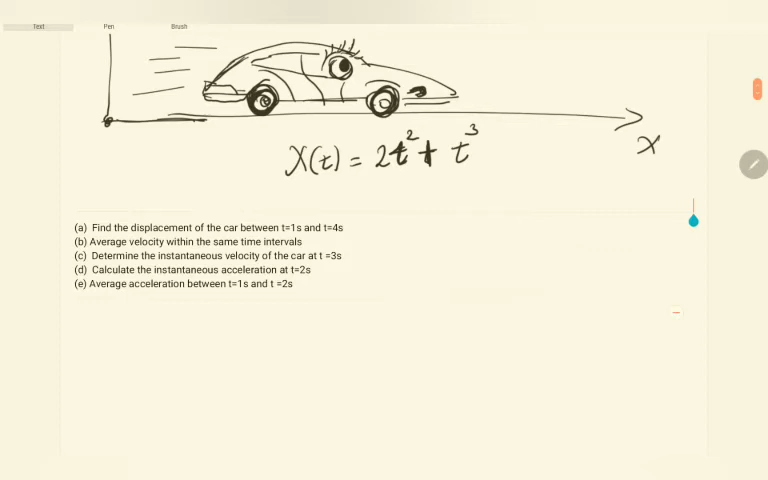 Text Pen Brush
X(t) = 2t² + t³
X
(a) Find the displacement of the car between t=1s and t=4s
(b) Average velocity within the same time intervals
(c) Determine the instantaneous velocity of the car at t =3s
(d) Calculate the instantaneous acceleration at t=2s
(e) Average acceleration between t=1s and t =2s